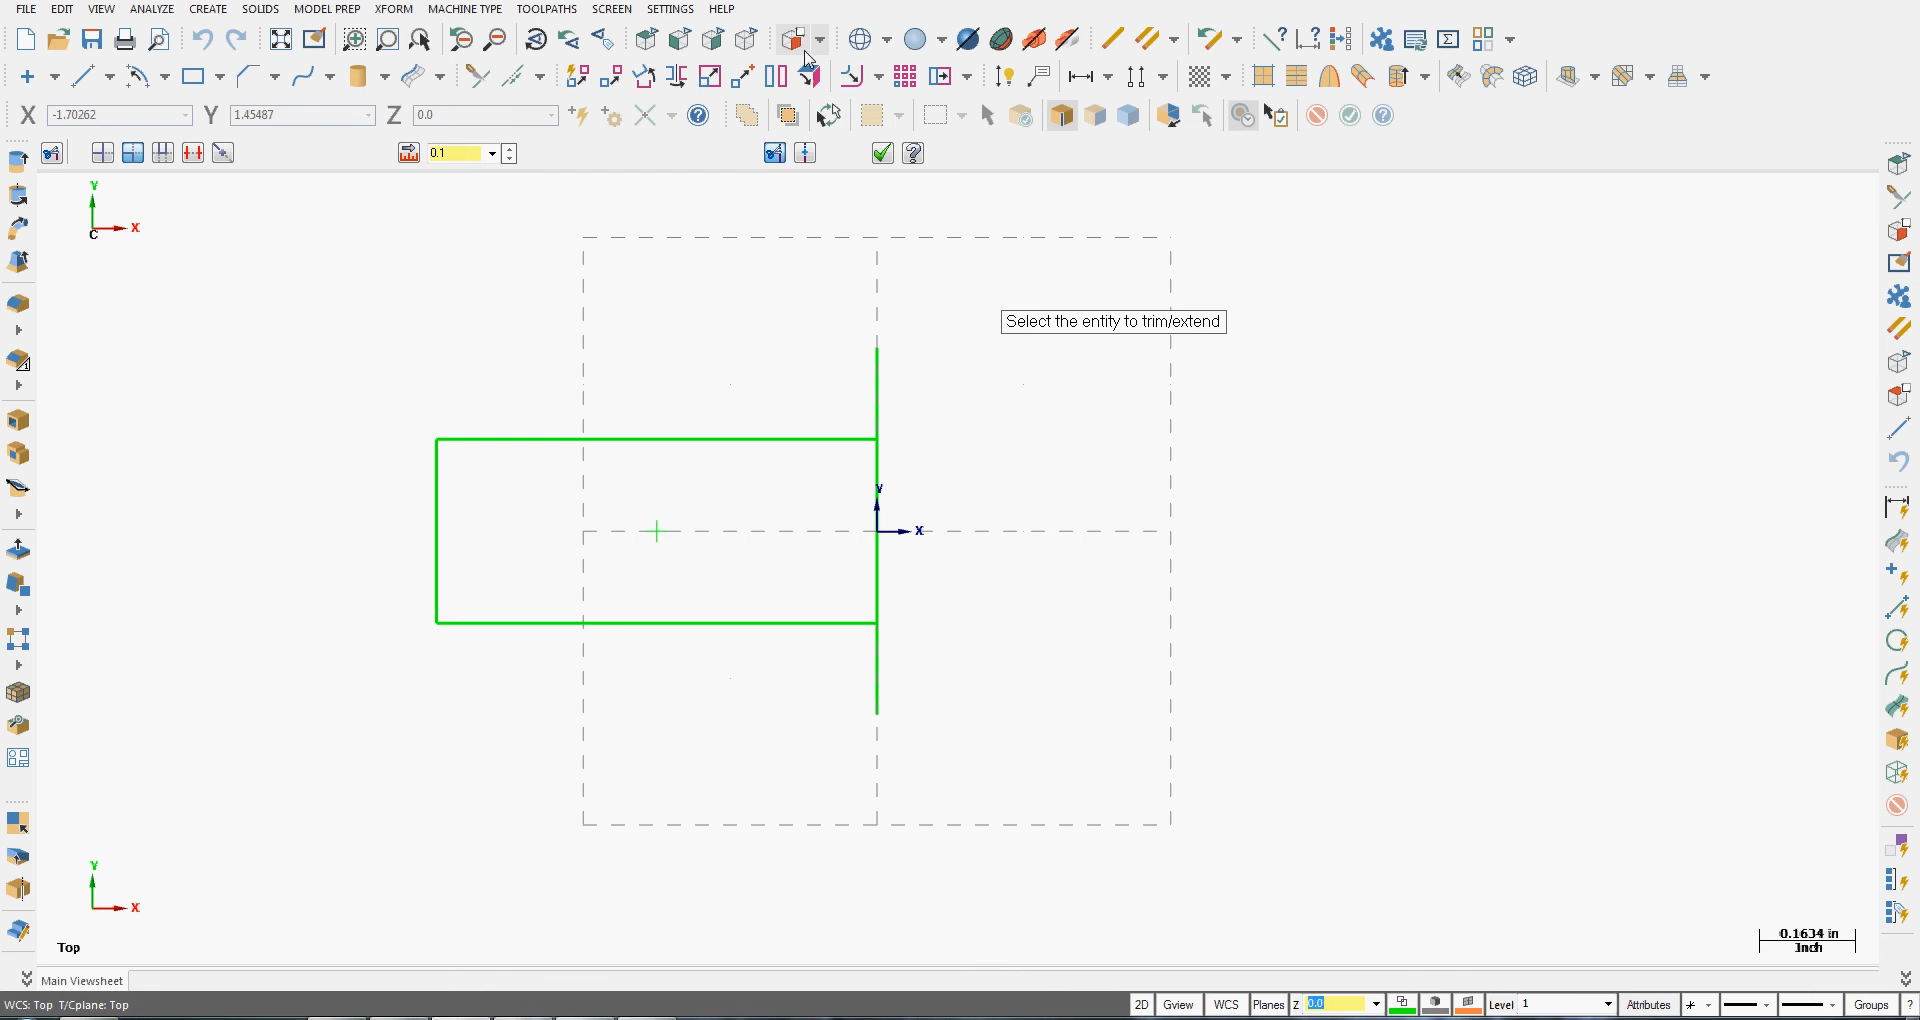 FILE EDIT VIEW ANALYZE CREATE SOLIDS MODEL PREP XFORM MACHINE TYPE TOOLPATHS SCREEN SETTINGS HELP
X -1.70262 Y 1.45487 Z 0.0
0.1
Y
X
C
Select the entity to trim/extend
Y
X
Y
X
0.1634 in
Inch
Top
Main Viewsheet
WCS: Top T/Cplane: Top 2D Gview WCS Planes Z 0.0 Level 1 Attributes Groups ?